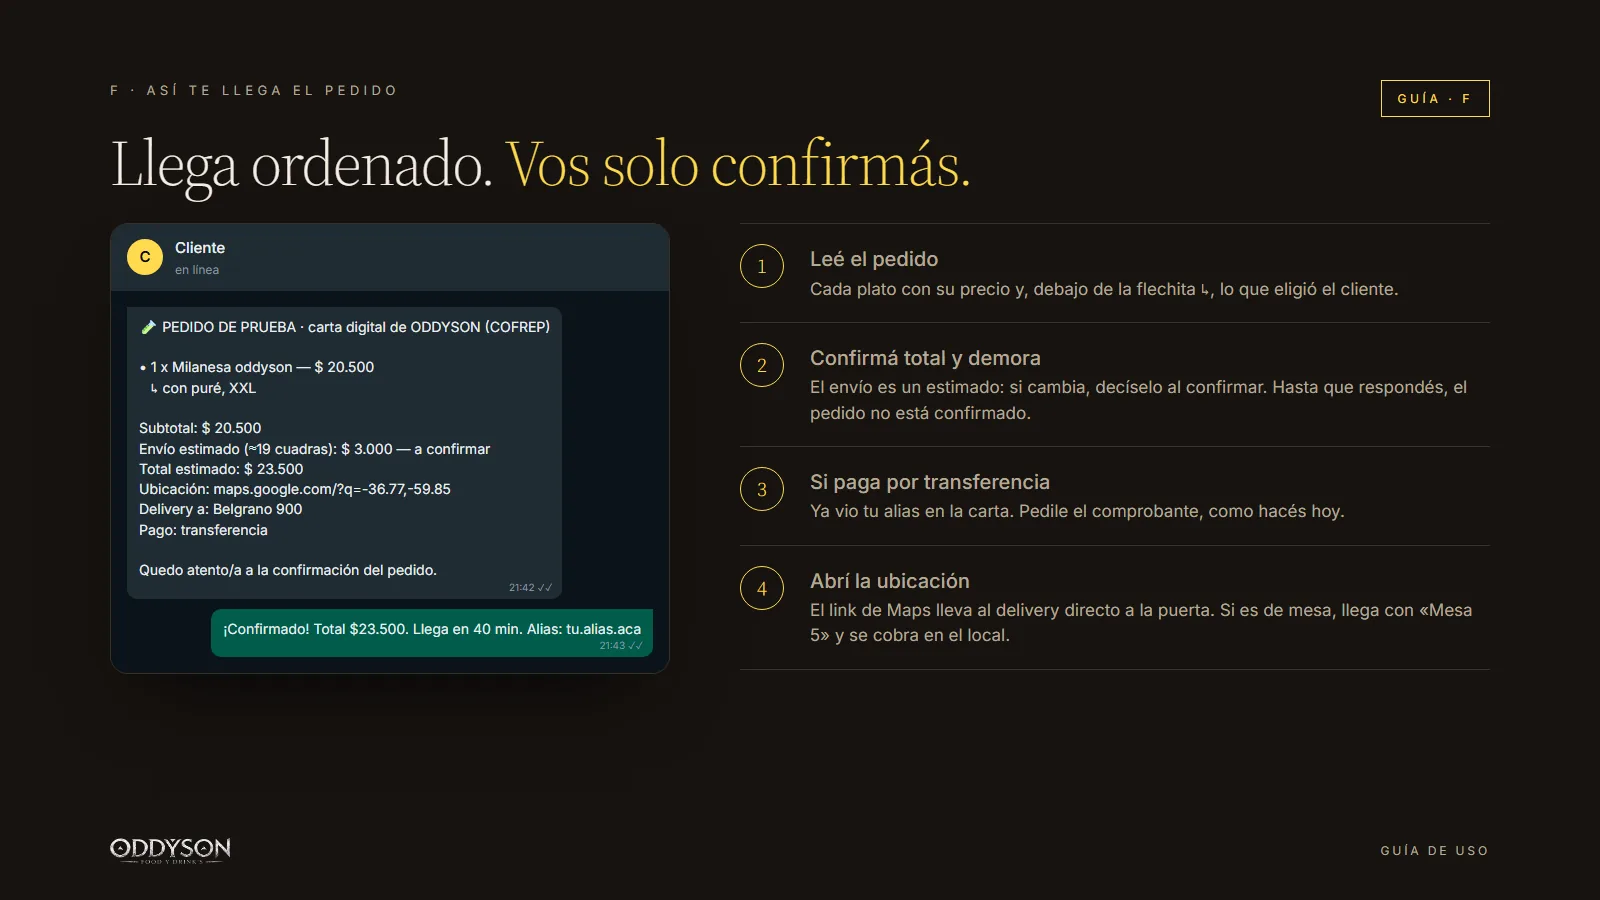 F · ASÍ TE LLEGA EL PEDIDO
GUÍA · F
Llega ordenado. Vos solo confirmás.
C
Cliente
en línea
PEDIDO DE PRUEBA · carta digital de ODDYSON (COFREP)
• 1 x Milanesa oddyson — $ 20.500
↳ con puré, XXL
Subtotal: $ 20.500
Envío estimado (≈19 cuadras): $ 3.000 — a confirmar
Total estimado: $ 23.500
Ubicación: maps.google.com/?q=-36.77,-59.85
Delivery a: Belgrano 900
Pago: transferencia
Quedo atento/a a la confirmación del pedido.
21:42 ✓✓
¡Confirmado! Total $23.500. Llega en 40 min. Alias: tu.alias.aca
21:43 ✓✓
1
Leé el pedido
Cada plato con su precio y, debajo de la flechita ↳, lo que eligió el cliente.
2
Confirmá total y demora
El envío es un estimado: si cambia, decíselo al confirmar. Hasta que respondés, el
pedido no está confirmado.
3
Si paga por transferencia
Ya vio tu alias en la carta. Pedile el comprobante, como hacés hoy.
4
Abrí la ubicación
El link de Maps lleva al delivery directo a la puerta. Si es de mesa, llega con «Mesa
5» y se cobra en el local.
ODDYSON
FOOD Y DRINK'S
GUÍA DE USO